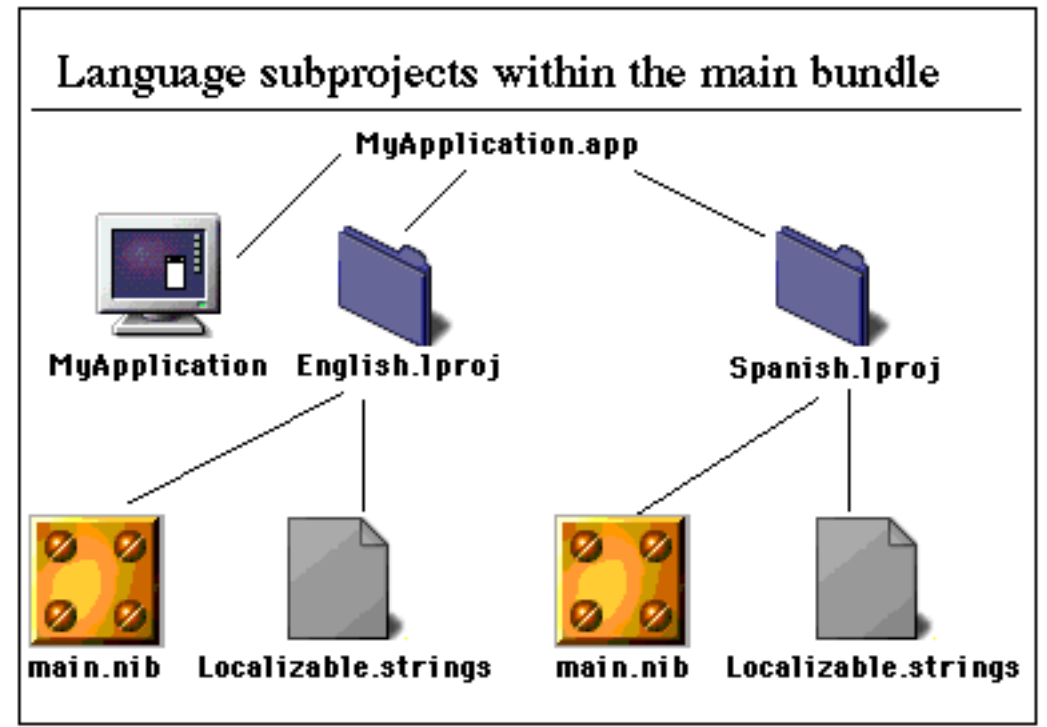 Language subprojects within the main bundle
MyApplication.app
MyApplication English.lproj Spanish.lproj
main.nib Localizable.strings main.nib Localizable.strings